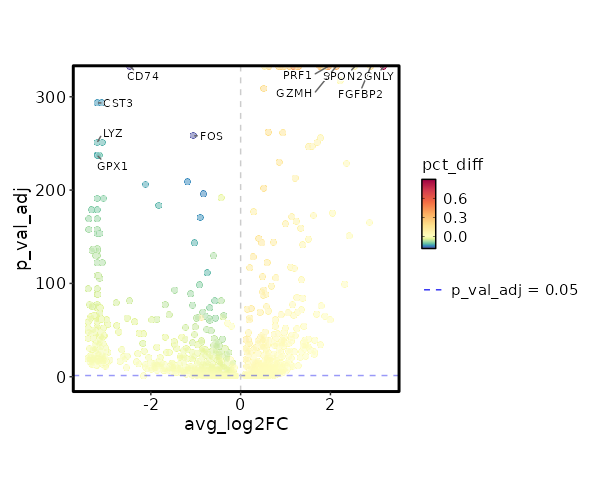 CD74
PRF1 SPON2 GNLY
GZMH FGFBP2
300
CST3
LYZ
FOS
GPX1
pct_diff
0.6
0.3
0.0
200
p_val_adj
100
p_val_adj = 0.05
0
-2 0 2
avg_log2FC